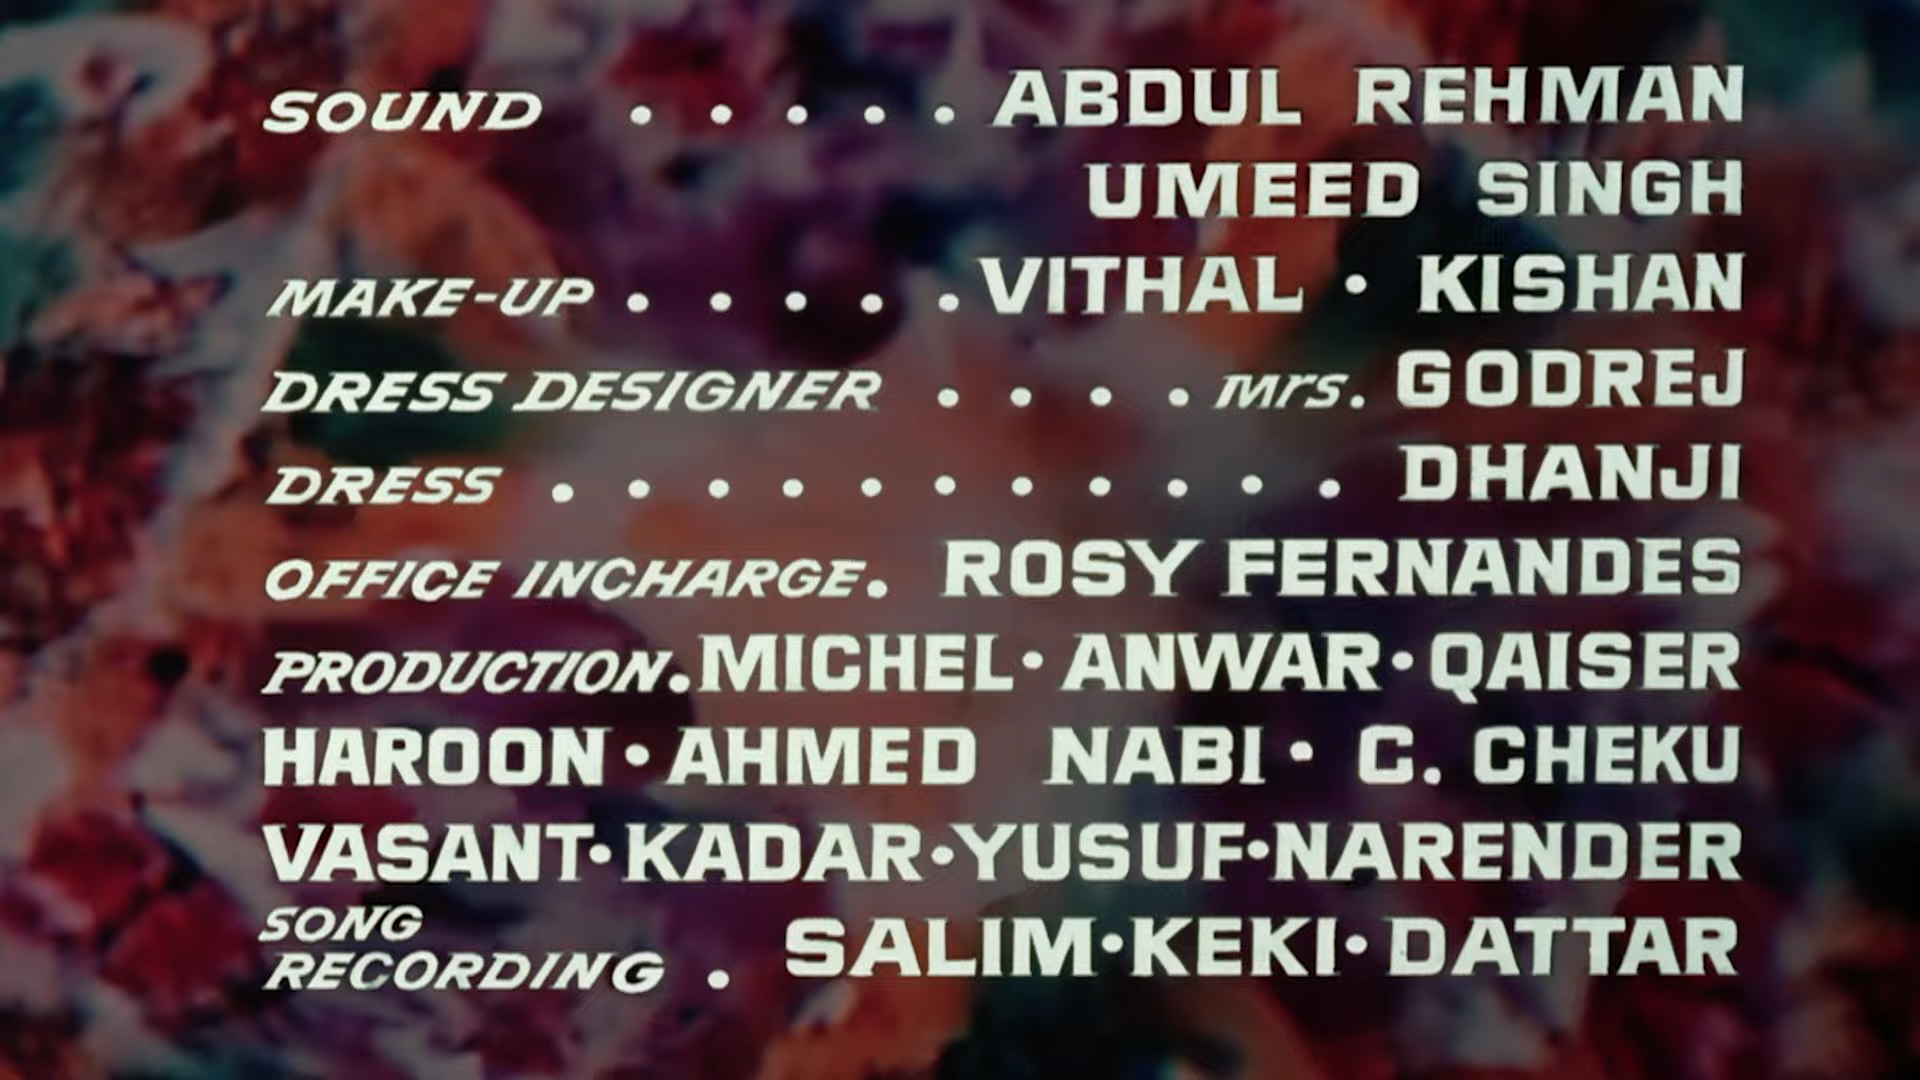 SOUND . . . . . ABDUL REHMAN
UMEED SINGH
MAKE-UP . . . . . VITHAL • KISHAN
DRESS DESIGNER . . . . Mrs. GODREJ
DRESS . . . . . . . . . . . DHANJI
OFFICE INCHARGE. ROSY FERNANDES
PRODUCTION. MICHEL • ANWAR • QAISER
HAROON • AHMED NABI • C. CHEKU
VASANT • KADAR • YUSUF • NARENDER
SONG
RECORDING . SALIM • KEKI • DATTAR